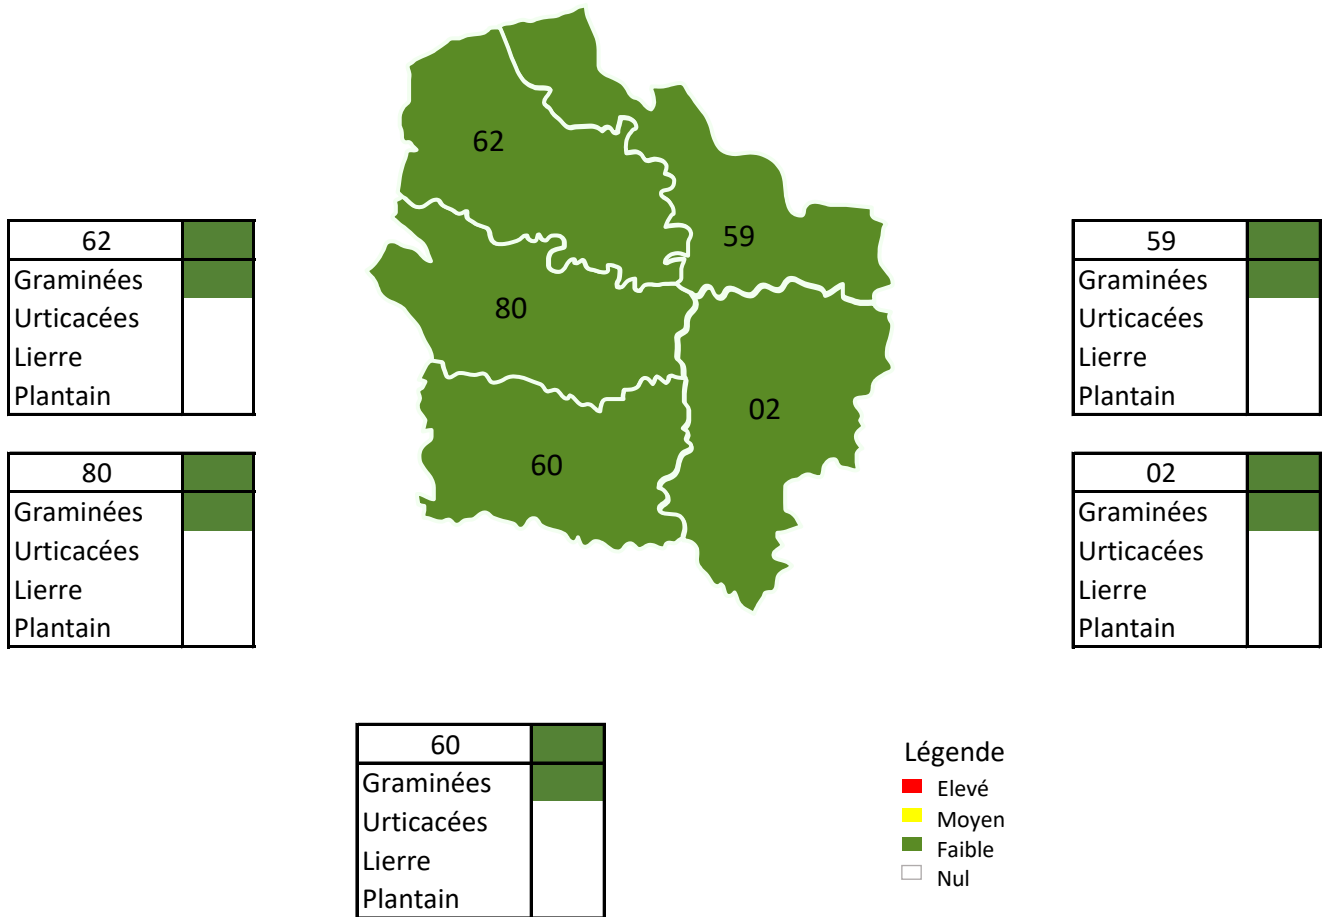 62
59
80
02
60
62
Graminées
Urticacées
Lierre
Plantain
59
Graminées
Urticacées
Lierre
Plantain
80
Graminées
Urticacées
Lierre
Plantain
02
Graminées
Urticacées
Lierre
Plantain
60
Graminées
Urticacées
Lierre
Plantain
Légende
Elevé
Moyen
Faible
Nul